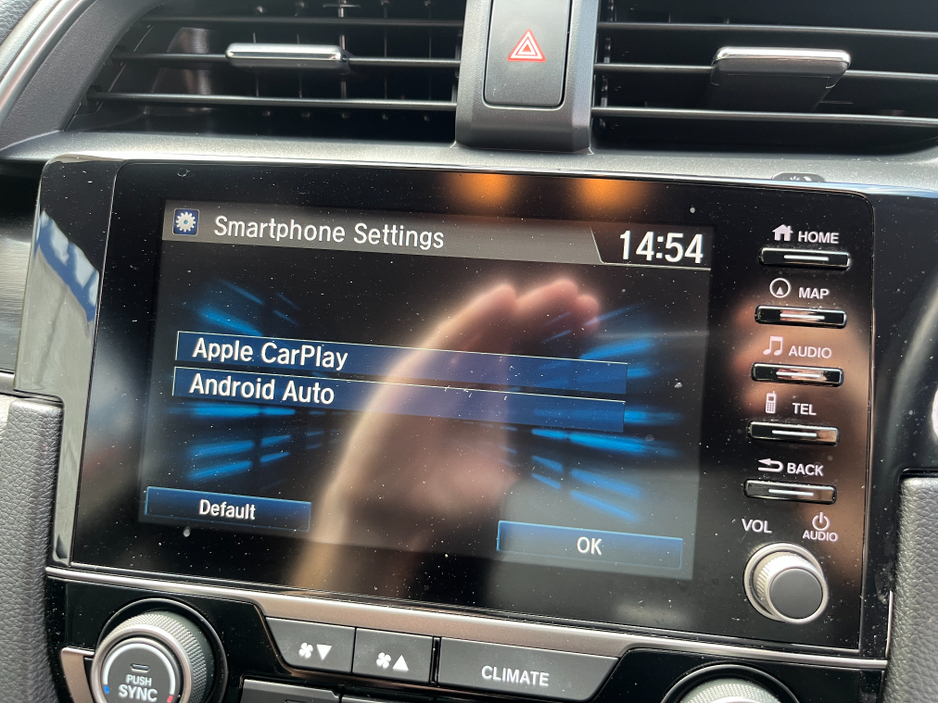 Smartphone Settings
14:54
Apple CarPlay
Android Auto
Default
OK
HOME
MAP
AUDIO
TEL
BACK
VOL
AUDIO
CLIMATE
PUSH
SYNC